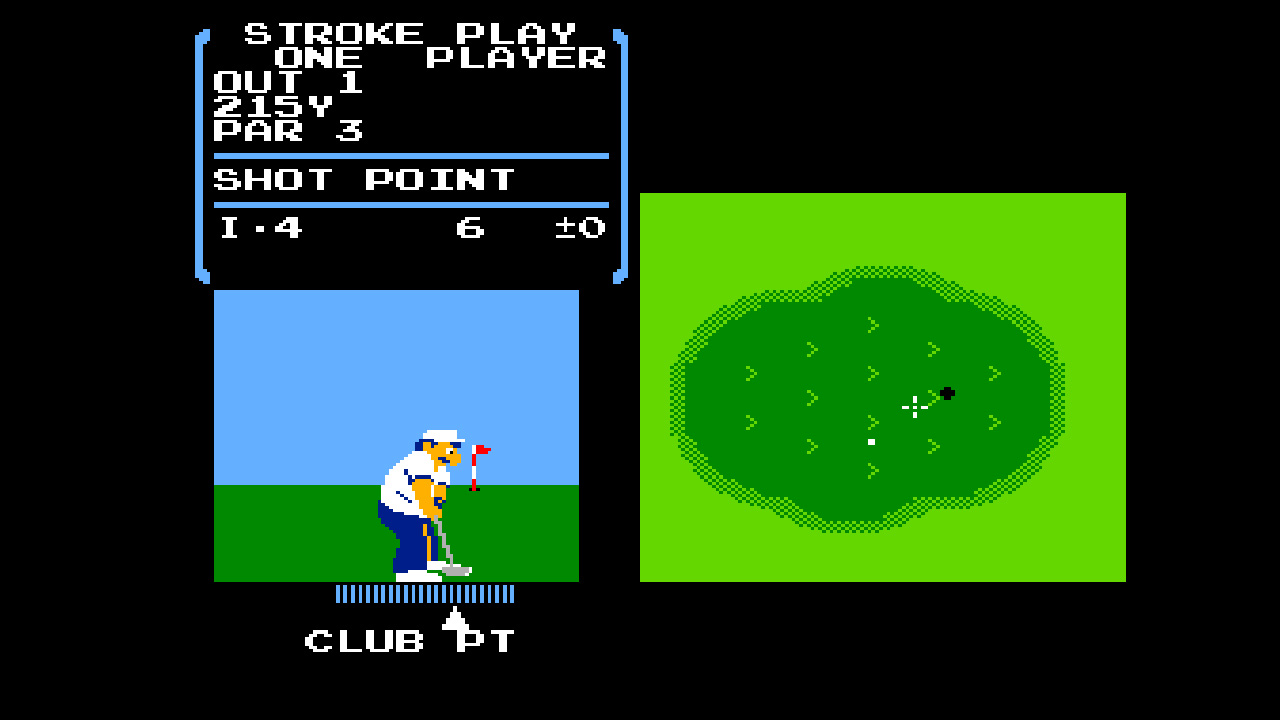 STROKE PLAY
ONE PLAYER
OUT 1
215Y
PAR 3
SHOT POINT
I·4 6 ±0
CLUB PT